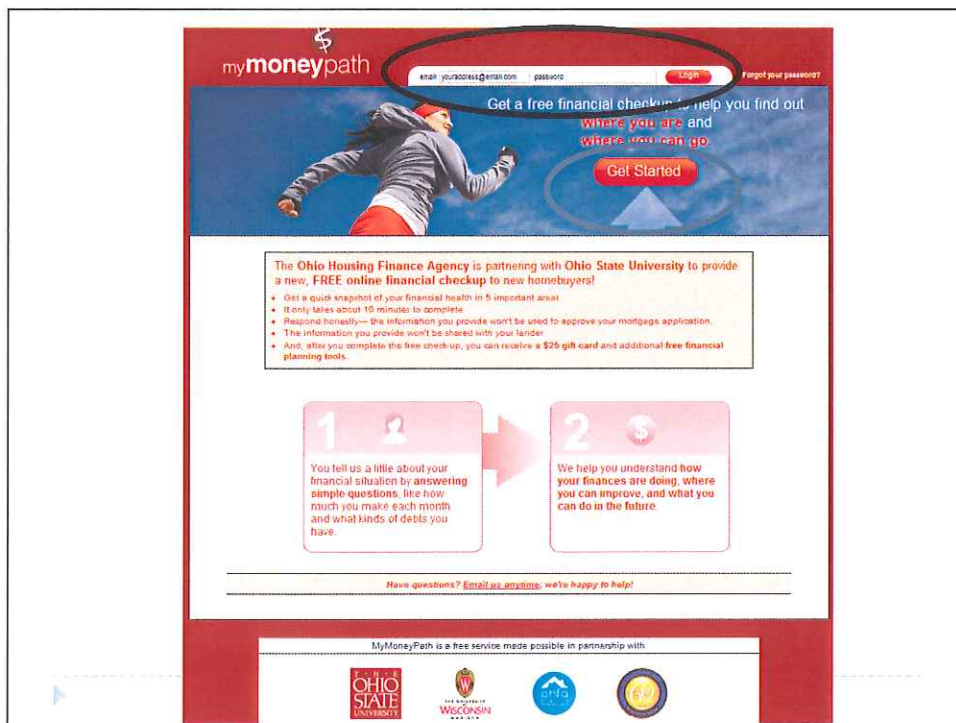 mymoneypath
email youraddress@email.com password Login Forgot your password?
Get a free financial checkup to help you find out
where you are and
where you can go.
Get Started
The Ohio Housing Finance Agency is partnering with Ohio State University to provide
a new, FREE online financial checkup to new homebuyers!
• Get a quick snapshot of your financial health in 5 important areas.
• It only takes about 10 minutes to complete.
• Respond honestly— the information you provide won't be used to approve your mortgage application.
• The information you provide won't be shared with your lender.
• And, after you complete the free check-up, you can receive a $25 gift card and additional free financial
planning tools.
1
You tell us a little about your
financial situation by answering
simple questions, like how
much you make each month
and what kinds of debts you
have.
2
$
We help you understand how
your finances are doing, where
you can improve, and what you
can do in the future.
Have questions? Email us anytime; we're happy to help!
MyMoneyPath is a free service made possible in partnership with
THE
OHIO
STATE
UNIVERSITY
W
THE UNIVERSITY
WISCONSIN
MADISON
ohfa